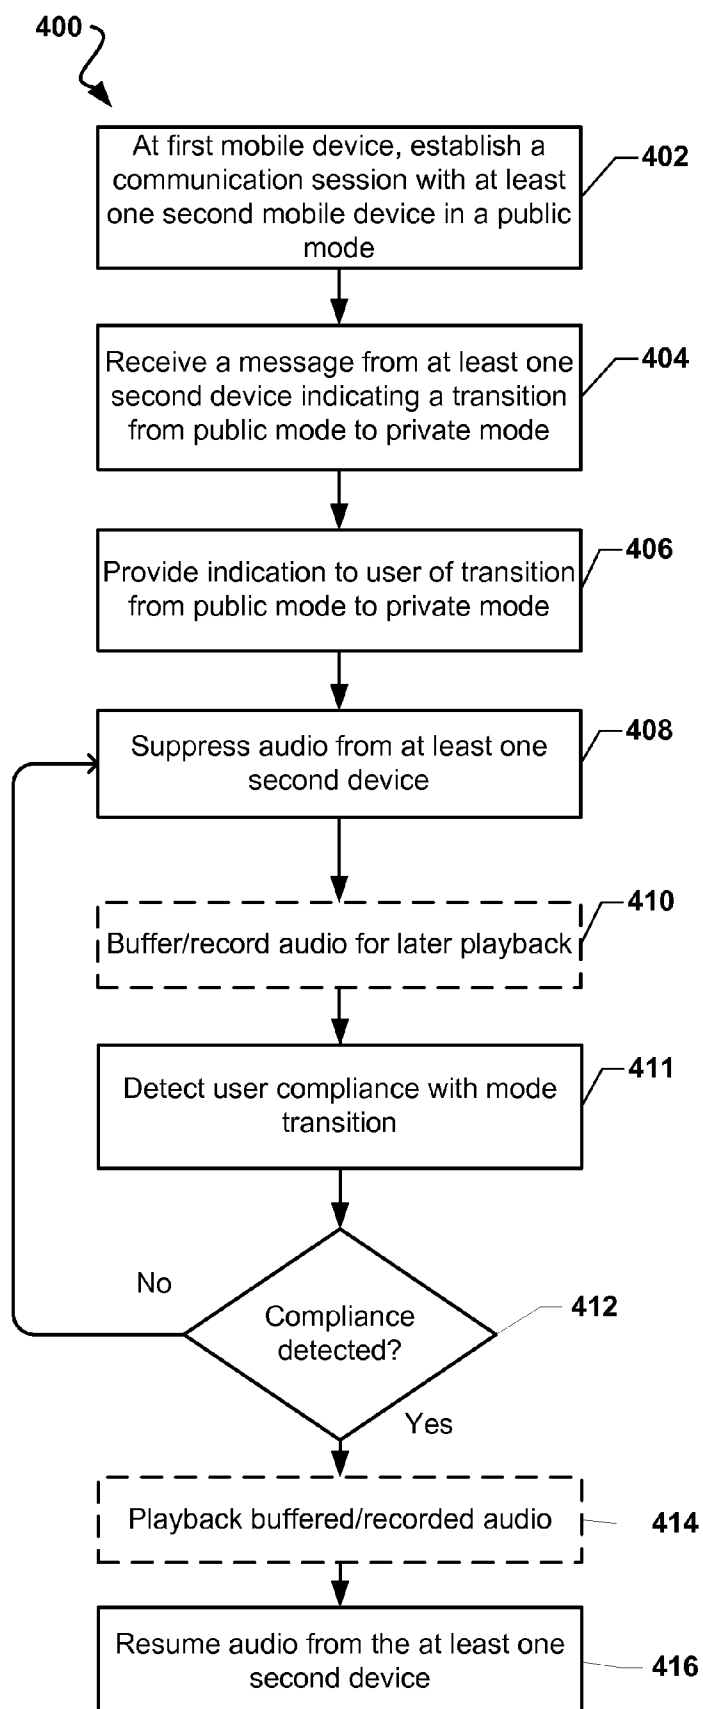 400
At first mobile device, establish a
communication session with at least
one second mobile device in a public
mode
402
Receive a message from at least one
second device indicating a transition
from public mode to private mode
404
Provide indication to user of transition
from public mode to private mode
406
Suppress audio from at least one
second device
408
Buffer/record audio for later playback
410
Detect user compliance with mode
transition
411
No
Compliance
detected?
412
Yes
Playback buffered/recorded audio
414
Resume audio from the at least one
second device
416